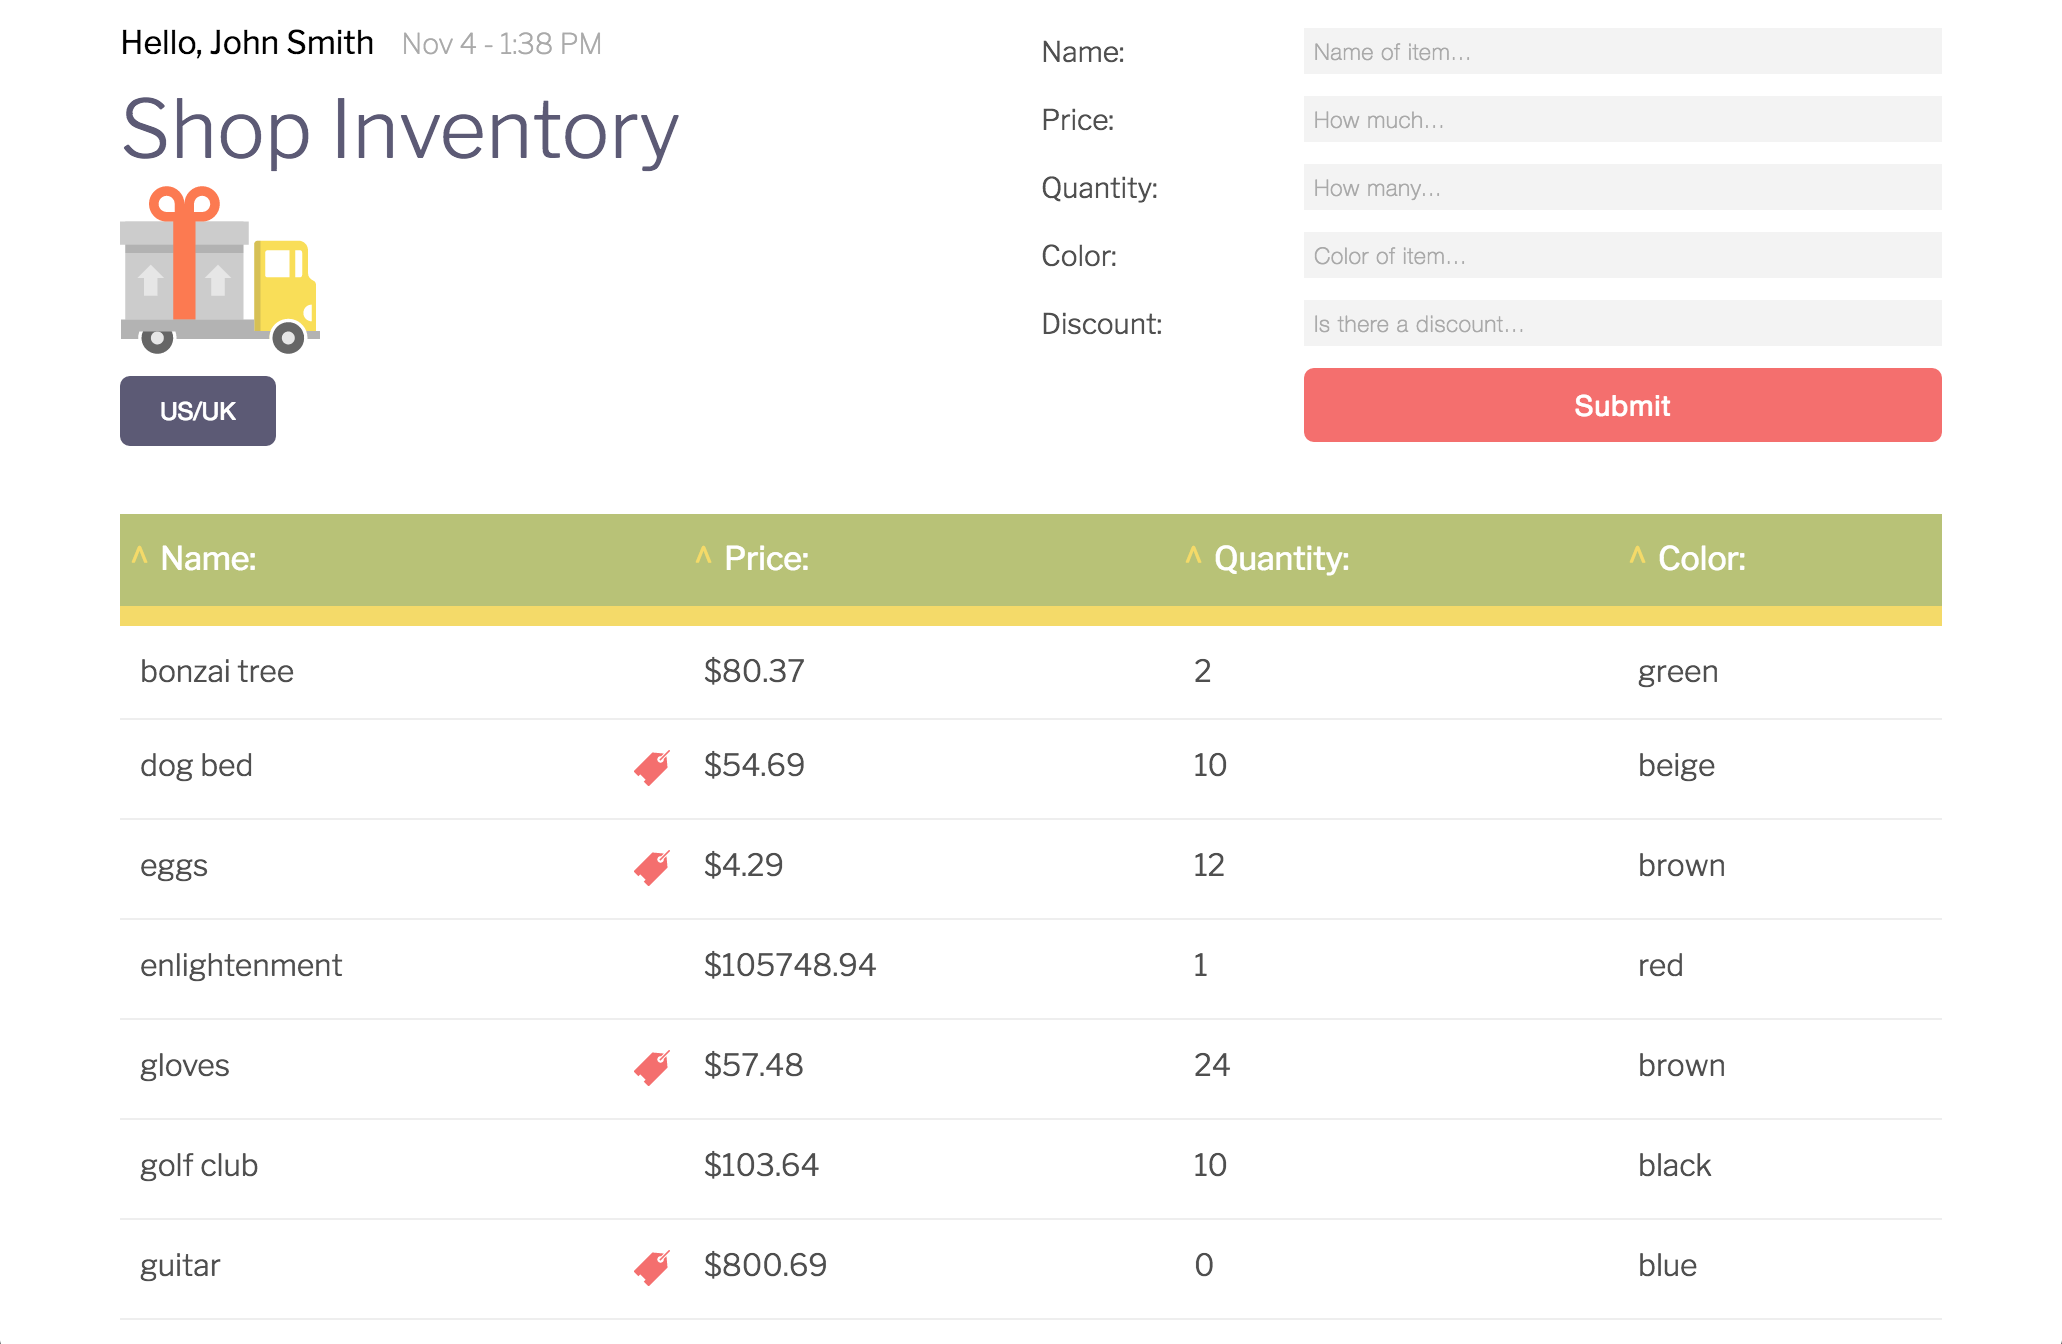 Hello, John Smith Nov 4 - 1:38 PM
Shop Inventory
US/UK
Name: Name of item...
Price: How much...
Quantity: How many...
Color: Color of item...
Discount: Is there a discount...
Submit
^ Name: ^ Price: ^ Quantity: ^ Color:
bonzai tree $80.37 2 green
dog bed $54.69 10 beige
eggs $4.29 12 brown
enlightenment $105748.94 1 red
gloves $57.48 24 brown
golf club $103.64 10 black
guitar $800.69 0 blue